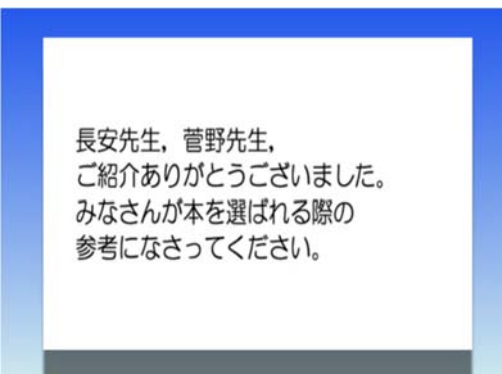 長安先生，菅野先生，
ご紹介ありがとうございました。
みなさんが本を選ばれる際の
参考になさってください。